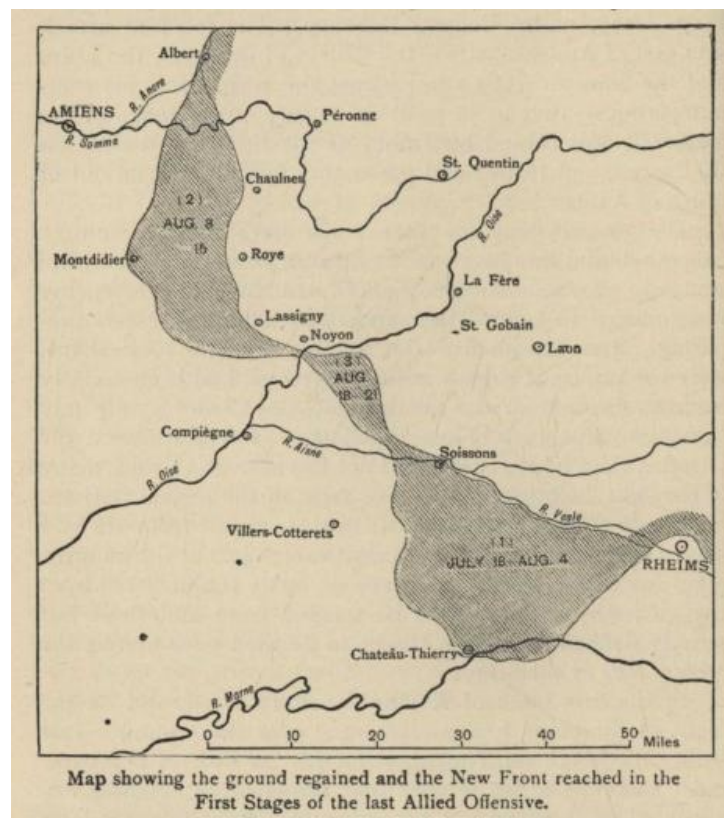 Albert
R. Ancre
AMIENS
R. Somme
Péronne
St. Quentin
Chaulnes
(2)
AUG. 8
15
R. Oise
Montdidier
Roye
La Fère
Lassigny
St. Gobain
Noyon
Laon
(3)
AUG.
18-21
Compiègne
R. Aisne
Soissons
R. Oise
R. Vesle
Villers-Cotterets
(1)
JULY 18-AUG. 4
RHEIMS
Chateâu-Thierry
R. Marne
0 10 20 30 40 50 Miles
Map showing the ground regained and the New Front reached in the
First Stages of the last Allied Offensive.